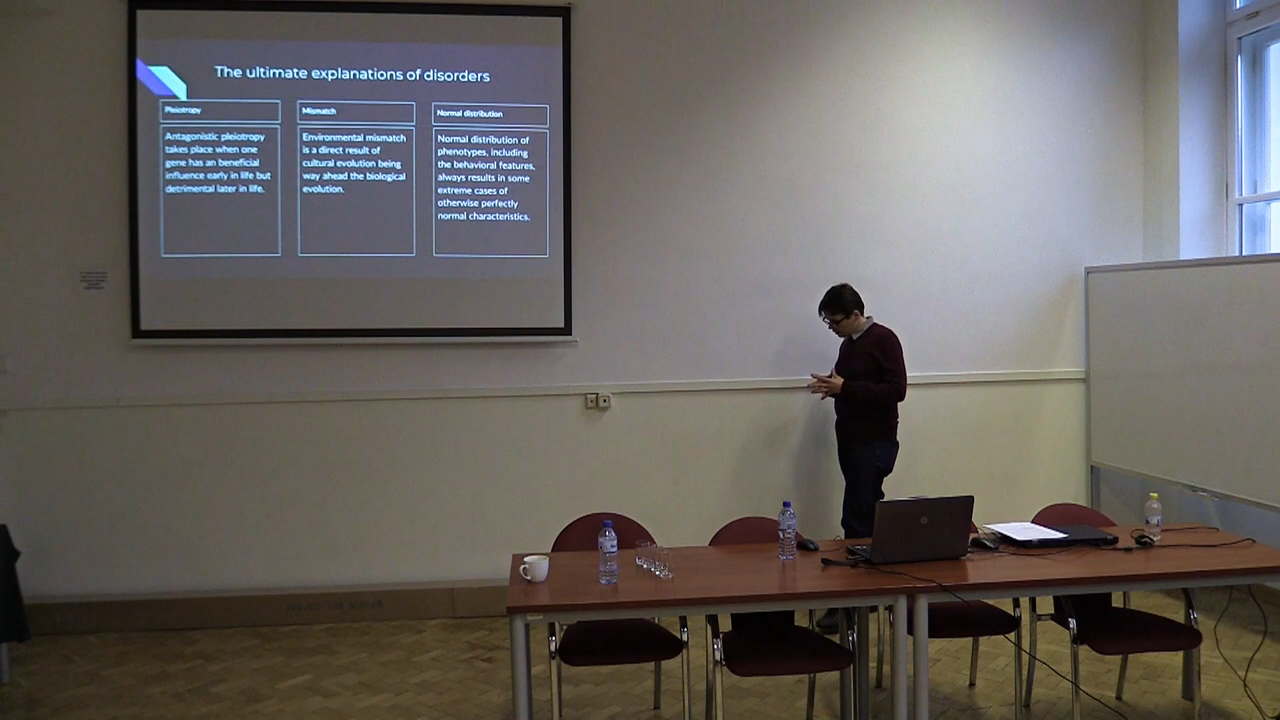 The ultimate explanations of disorders
Pleiotropy
Antagonistic pleiotropy
takes place when one
gene has an beneficial
influence early in life but
detrimental later in life.
Mismatch
Environmental mismatch
is a direct result of
cultural evolution being
way ahead the biological
evolution.
Normal distribution
Normal distribution of
phenotypes, including
the behavioral features,
always results in some
extreme cases of
otherwise perfectly
normal characteristics.